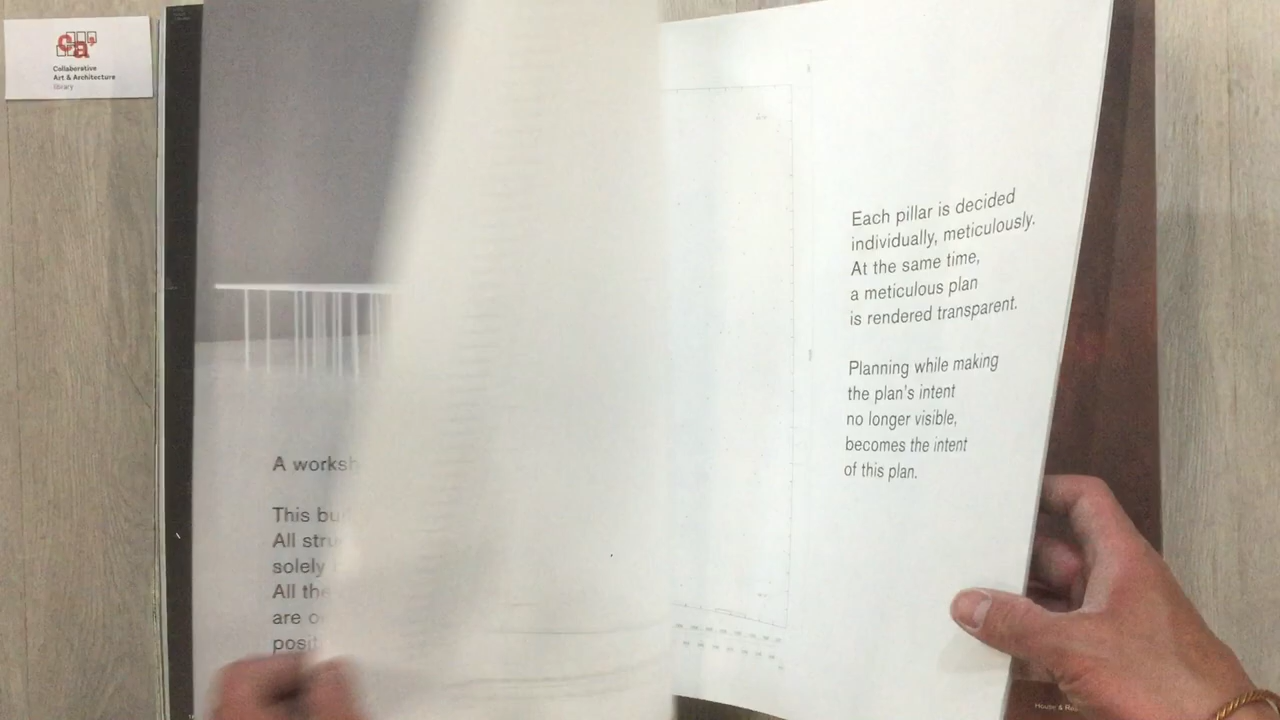 ca'
Collaborative
Art & Architecture
library
A worksh
This bu
All stru
solely
All the
are o
posit
Each pillar is decided
individually, meticulously.
At the same time,
a meticulous plan
is rendered transparent.
Planning while making
the plan's intent
no longer visible,
becomes the intent
of this plan.
House &